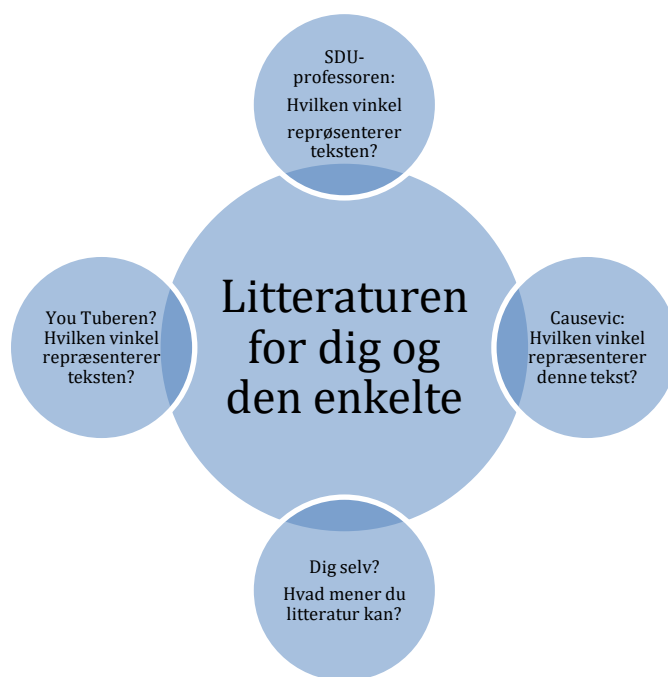 SDU-
professoren:
Hvilken vinkel
reprøsenterer
teksten?
Litteraturen
for dig og
den enkelte
You Tuberen?
Hvilken vinkel
repræsenterer
teksten?
Causevic:
Hvilken vinkel
repræsenterer
denne tekst?
Dig selv?
Hvad mener du
litteratur kan?